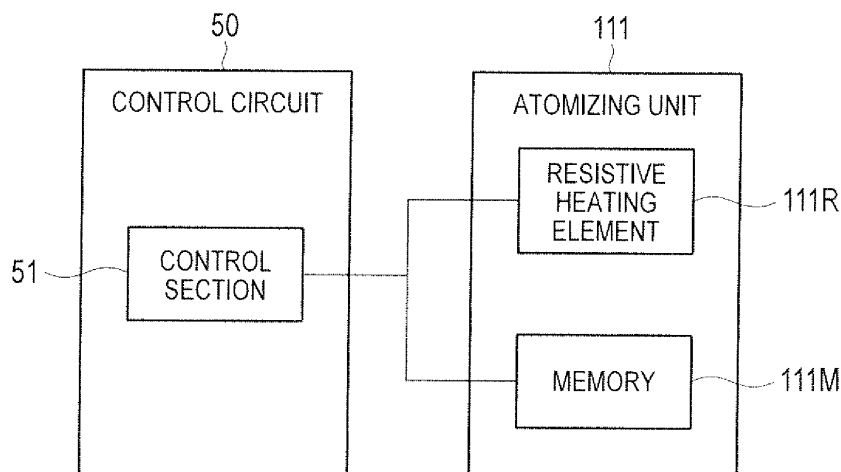 50
111
CONTROL CIRCUIT
ATOMIZING UNIT
RESISTIVE
HEATING
ELEMENT
111R
51
CONTROL
SECTION
MEMORY
111M